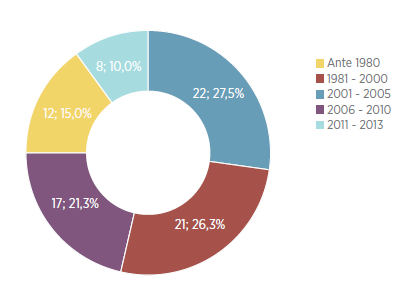 8; 10,0%
22; 27,5%
12; 15,0%
17; 21,3%
21; 26,3%
Ante 1980
1981 - 2000
2001 - 2005
2006 - 2010
2011 - 2013